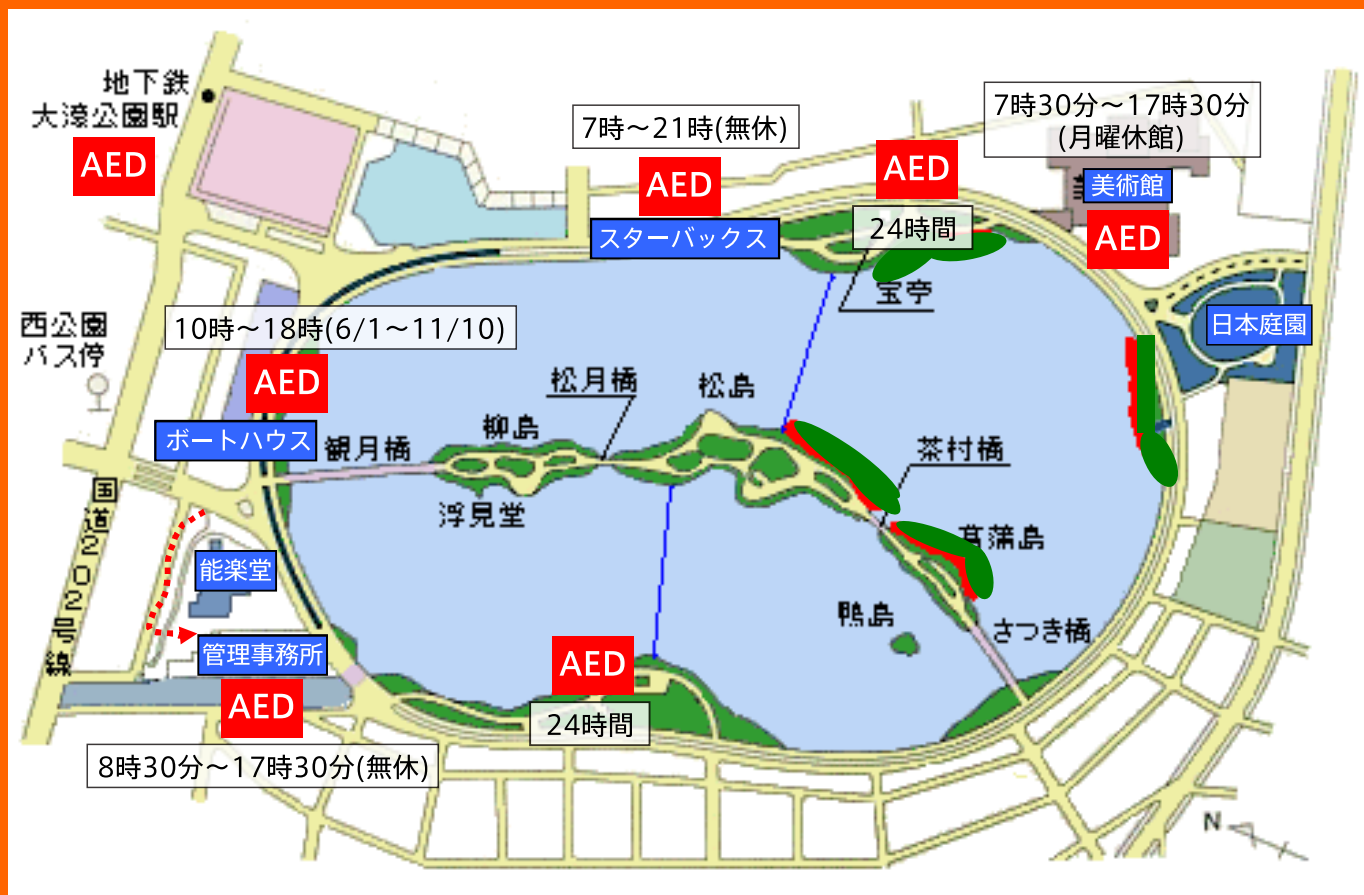 地下鉄
大濠公園駅
AED
7時～21時(無休)
AED
スターバックス
AED
24時間
宝亭
7時30分～17時30分
(月曜休館)
美術館
AED
日本庭園
西公園
バス停
10時～18時(6/1～11/10)
AED
ボートハウス
観月橋
柳島
浮見堂
松月橋
松島
茶村橋
菖蒲島
鴨島
さつき橋
国道202号線
能楽堂
管理事務所
AED
8時30分～17時30分(無休)
AED
24時間
N